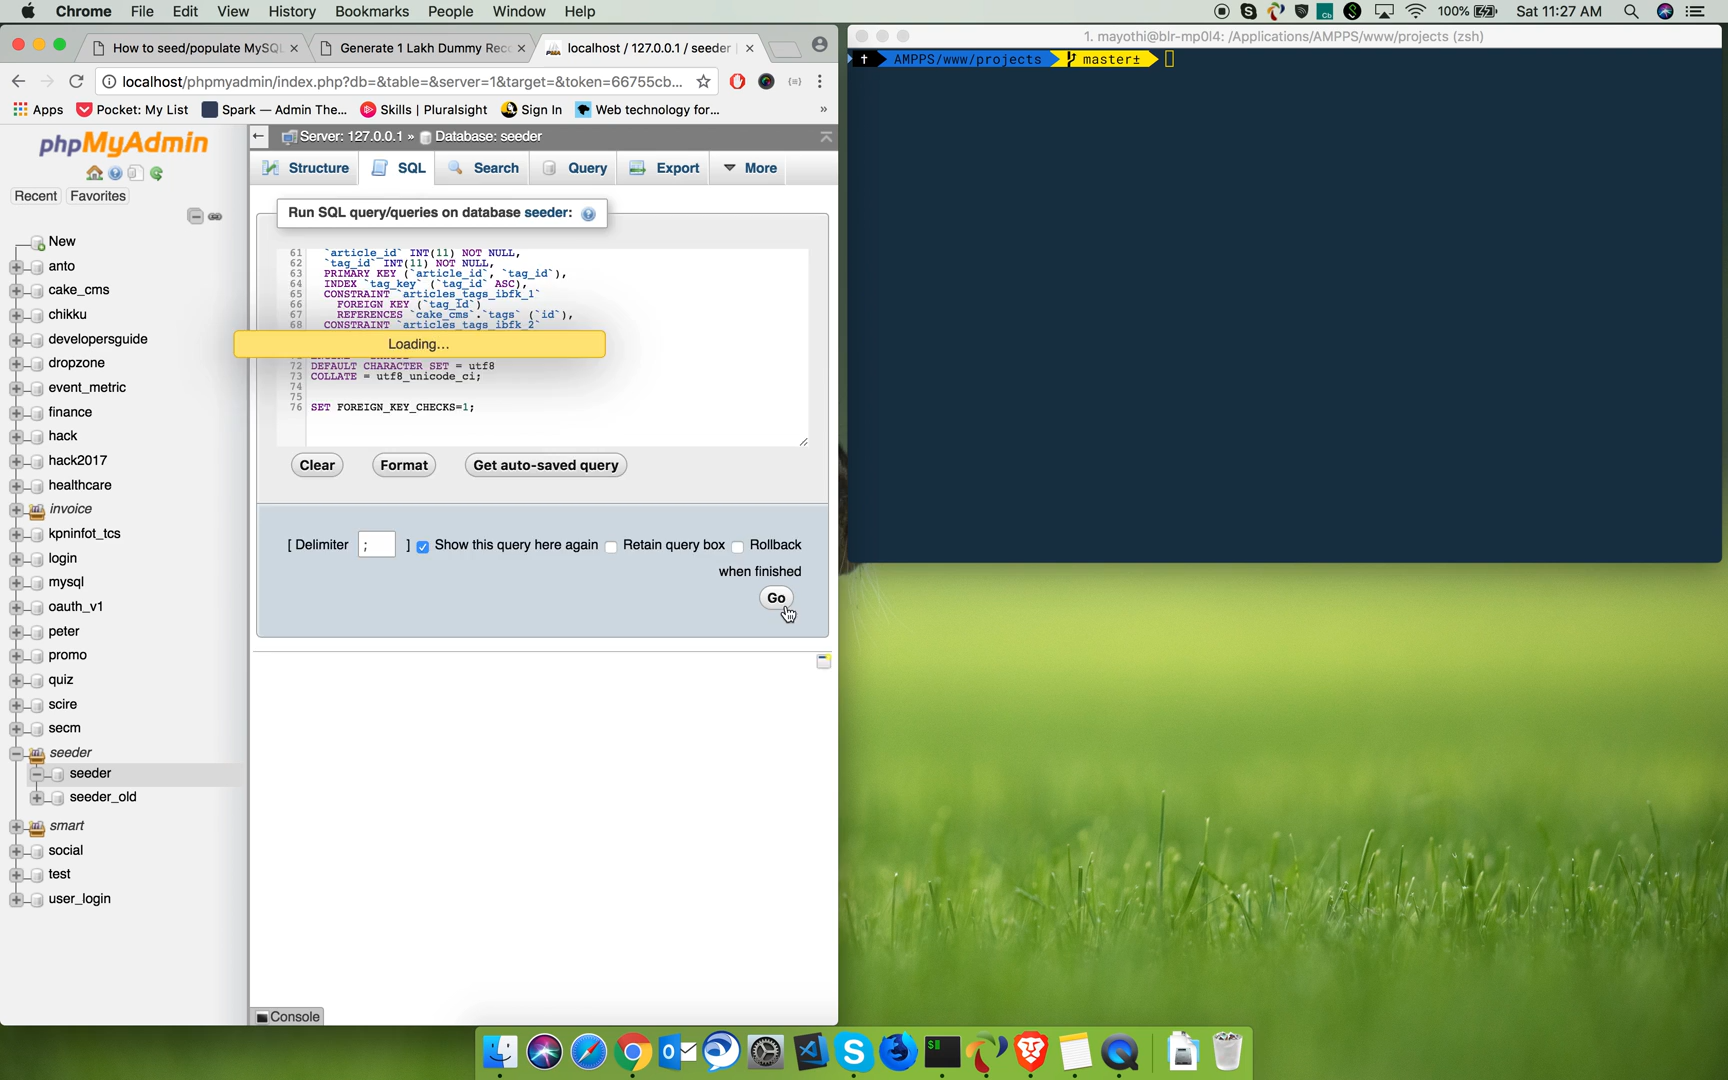 Chrome File Edit View History Bookmarks People Window Help
100% Sat 11:27 AM
How to seed/populate MySQL
Generate 1 Lakh Dummy Reco
localhost / 127.0.0.1 / seeder
localhost/phpmyadmin/index.php?db=&table=&server=1&target=&token=66755cb...
Apps Pocket: My List Spark — Admin The... Skills | Pluralsight Sign In Web technology for... »
1. mayothi@blr-mp0l4: /Applications/AMPPS/www/projects (zsh)
† AMPPS/www/projects master±
phpMyAdmin
Recent Favorites
New
anto
cake_cms
chikku
developersguide
dropzone
event_metric
finance
hack
hack2017
healthcare
invoice
kpninfot_tcs
login
mysql
oauth_v1
peter
promo
quiz
scire
secm
seeder
seeder
seeder_old
smart
social
test
user_login
Server: 127.0.0.1 » Database: seeder
Structure SQL Search Query Export More
Run SQL query/queries on database seeder:
61 `article_id` INT(11) NOT NULL,
62 `tag_id` INT(11) NOT NULL,
63 PRIMARY KEY (`article_id`, `tag_id`),
64 INDEX `tag_key` (`tag_id` ASC),
65 CONSTRAINT `articles_tags_ibfk_1`
66 FOREIGN KEY (`tag_id`)
67 REFERENCES `cake_cms`.`tags` (`id`),
68 CONSTRAINT `articles_tags_ibfk_2`
Loading...
72 DEFAULT CHARACTER SET = utf8
73 COLLATE = utf8_unicode_ci;
74
75
76 SET FOREIGN_KEY_CHECKS=1;
Clear Format Get auto-saved query
[ Delimiter ; ] Show this query here again Retain query box Rollback when finished
Go
Console